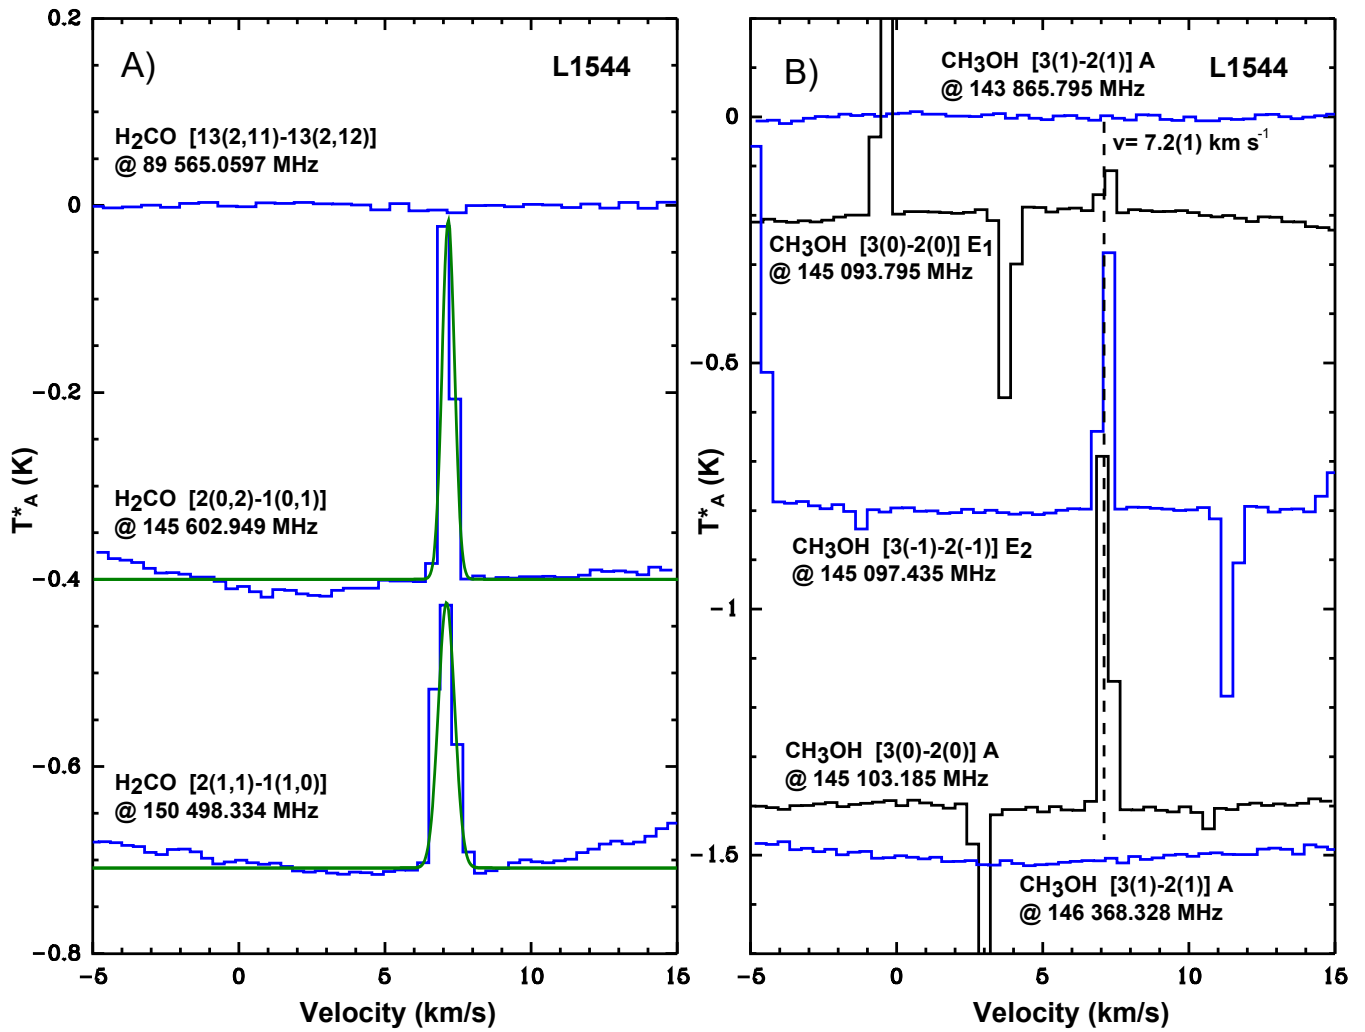 A)
L1544
H2CO [13(2,11)-13(2,12)]
@ 89 565.0597 MHz
H2CO [2(0,2)-1(0,1)]
@ 145 602.949 MHz
H2CO [2(1,1)-1(1,0)]
@ 150 498.334 MHz
0.2
0
-0.2
-0.4
-0.6
-0.8
T*A (K)
-5
0
5
10
15
Velocity (km/s)
B)
L1544
CH3OH [3(1)-2(1)] A
@ 143 865.795 MHz
v= 7.2(1) km s-1
CH3OH [3(0)-2(0)] E1
@ 145 093.795 MHz
CH3OH [3(-1)-2(-1)] E2
@ 145 097.435 MHz
CH3OH [3(0)-2(0)] A
@ 145 103.185 MHz
CH3OH [3(1)-2(1)] A
@ 146 368.328 MHz
0
-0.5
-1
-1.5
T*A (K)
-5
0
5
10
15
Velocity (km/s)